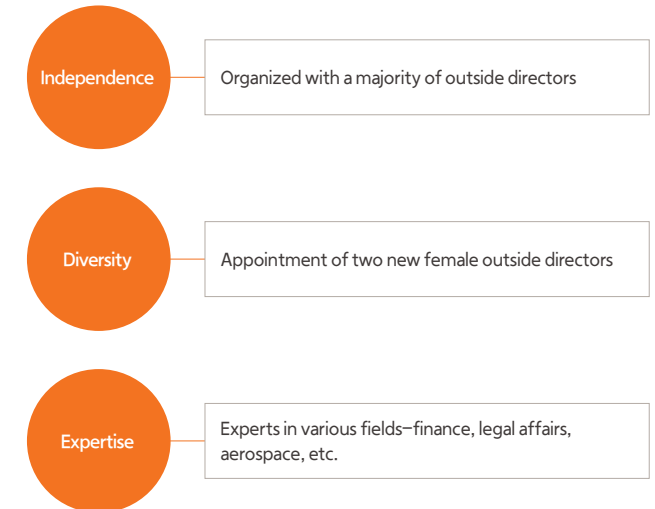 Independence
Organized with a majority of outside directors
Diversity
Appointment of two new female outside directors
Expertise
Experts in various fields–finance, legal affairs,
aerospace, etc.